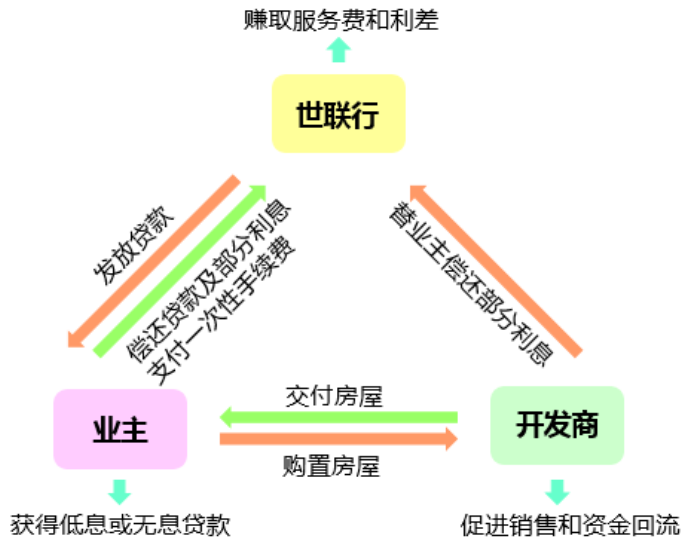 赚取服务费和利差
世联行
发放贷款
偿还贷款及部分利息
支付一次性手续费
替业主偿还部分利息
交付房屋
业主
开发商
购置房屋
获得低息或无息贷款
促进销售和资金回流